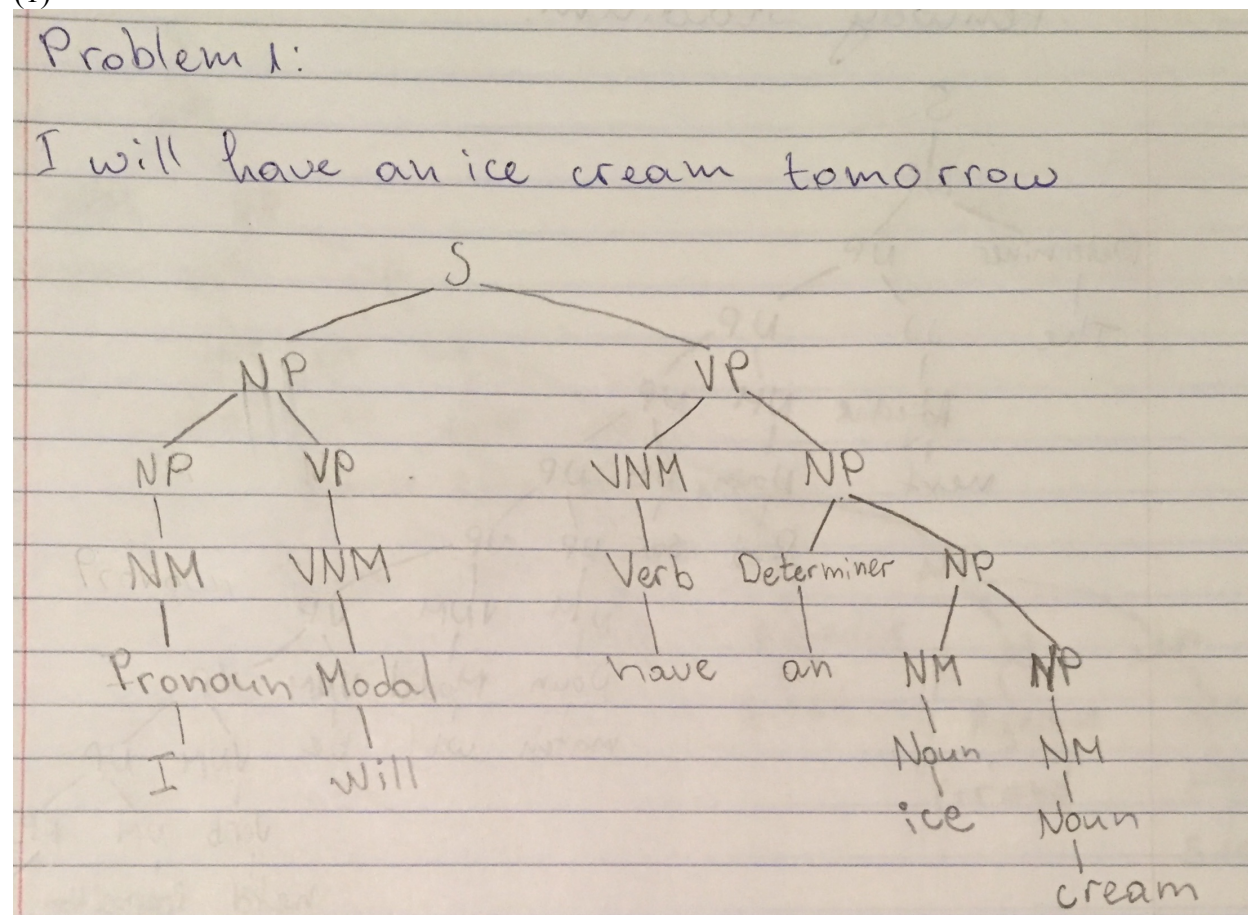 (1)
Problem 1:
I will have an ice cream tomorrow
S
NP VP
NP VP VNM NP
NM VNM Verb Determiner NP
Pronoun Modal have an NM NP
I will Noun NM
ice Noun
cream